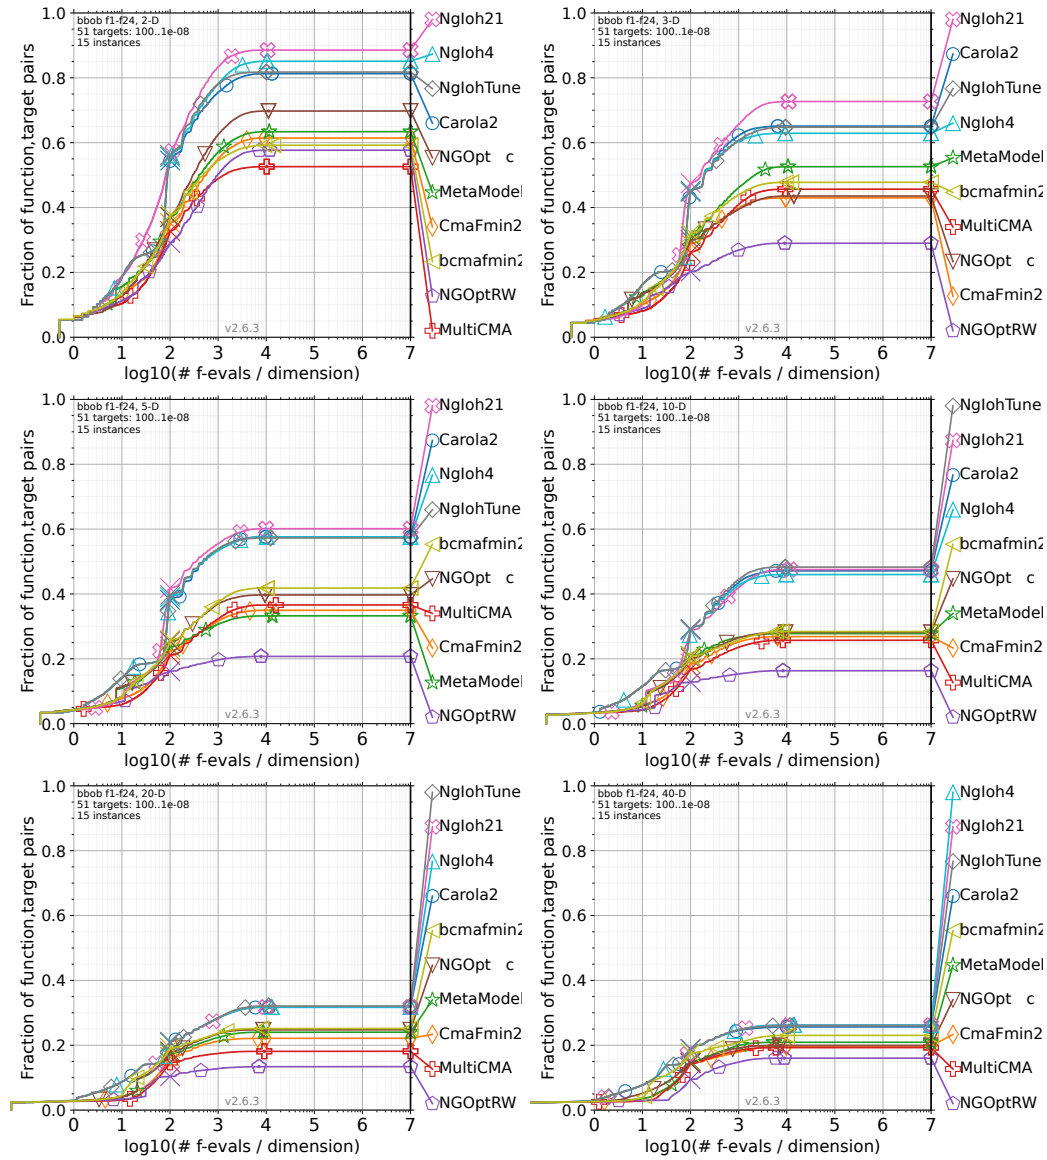 bbob f1-f24, 2-D
51 targets: 100..1e-08
15 instances
Fraction of function,target pairs
1.0
0.8
0.6
0.4
0.2
0.0
0 1 2 3 4 5 6 7
log10(# f-evals / dimension)
v2.6.3
NgIoh21
NgIoh4
NgIohTune
Carola2
NGOpt c
MetaModel
CmaFmin2
bcmafmin2
NGOptRW
MultiCMA
bbob f1-f24, 3-D
51 targets: 100..1e-08
15 instances
Fraction of function,target pairs
1.0
0.8
0.6
0.4
0.2
0.0
0 1 2 3 4 5 6 7
log10(# f-evals / dimension)
v2.6.3
NgIoh21
Carola2
NgIohTune
NgIoh4
MetaModel
bcmafmin2
MultiCMA
NGOpt c
CmaFmin2
NGOptRW
bbob f1-f24, 5-D
51 targets: 100..1e-08
15 instances
Fraction of function,target pairs
1.0
0.8
0.6
0.4
0.2
0.0
0 1 2 3 4 5 6 7
log10(# f-evals / dimension)
v2.6.3
NgIoh21
Carola2
NgIoh4
NgIohTune
bcmafmin2
NGOpt c
MultiCMA
CmaFmin2
MetaModel
NGOptRW
bbob f1-f24, 10-D
51 targets: 100..1e-08
15 instances
Fraction of function,target pairs
1.0
0.8
0.6
0.4
0.2
0.0
0 1 2 3 4 5 6 7
log10(# f-evals / dimension)
v2.6.3
NgIohTune
NgIoh21
Carola2
NgIoh4
bcmafmin2
NGOpt c
MetaModel
CmaFmin2
MultiCMA
NGOptRW
bbob f1-f24, 20-D
51 targets: 100..1e-08
15 instances
Fraction of function,target pairs
1.0
0.8
0.6
0.4
0.2
0.0
0 1 2 3 4 5 6 7
log10(# f-evals / dimension)
v2.6.3
NgIohTune
NgIoh21
NgIoh4
Carola2
bcmafmin2
NGOpt c
MetaModel
CmaFmin2
MultiCMA
NGOptRW
bbob f1-f24, 40-D
51 targets: 100..1e-08
15 instances
Fraction of function,target pairs
1.0
0.8
0.6
0.4
0.2
0.0
0 1 2 3 4 5 6 7
log10(# f-evals / dimension)
v2.6.3
NgIoh4
NgIoh21
NgIohTune
Carola2
bcmafmin2
MetaModel
NGOpt c
CmaFmin2
MultiCMA
NGOptRW